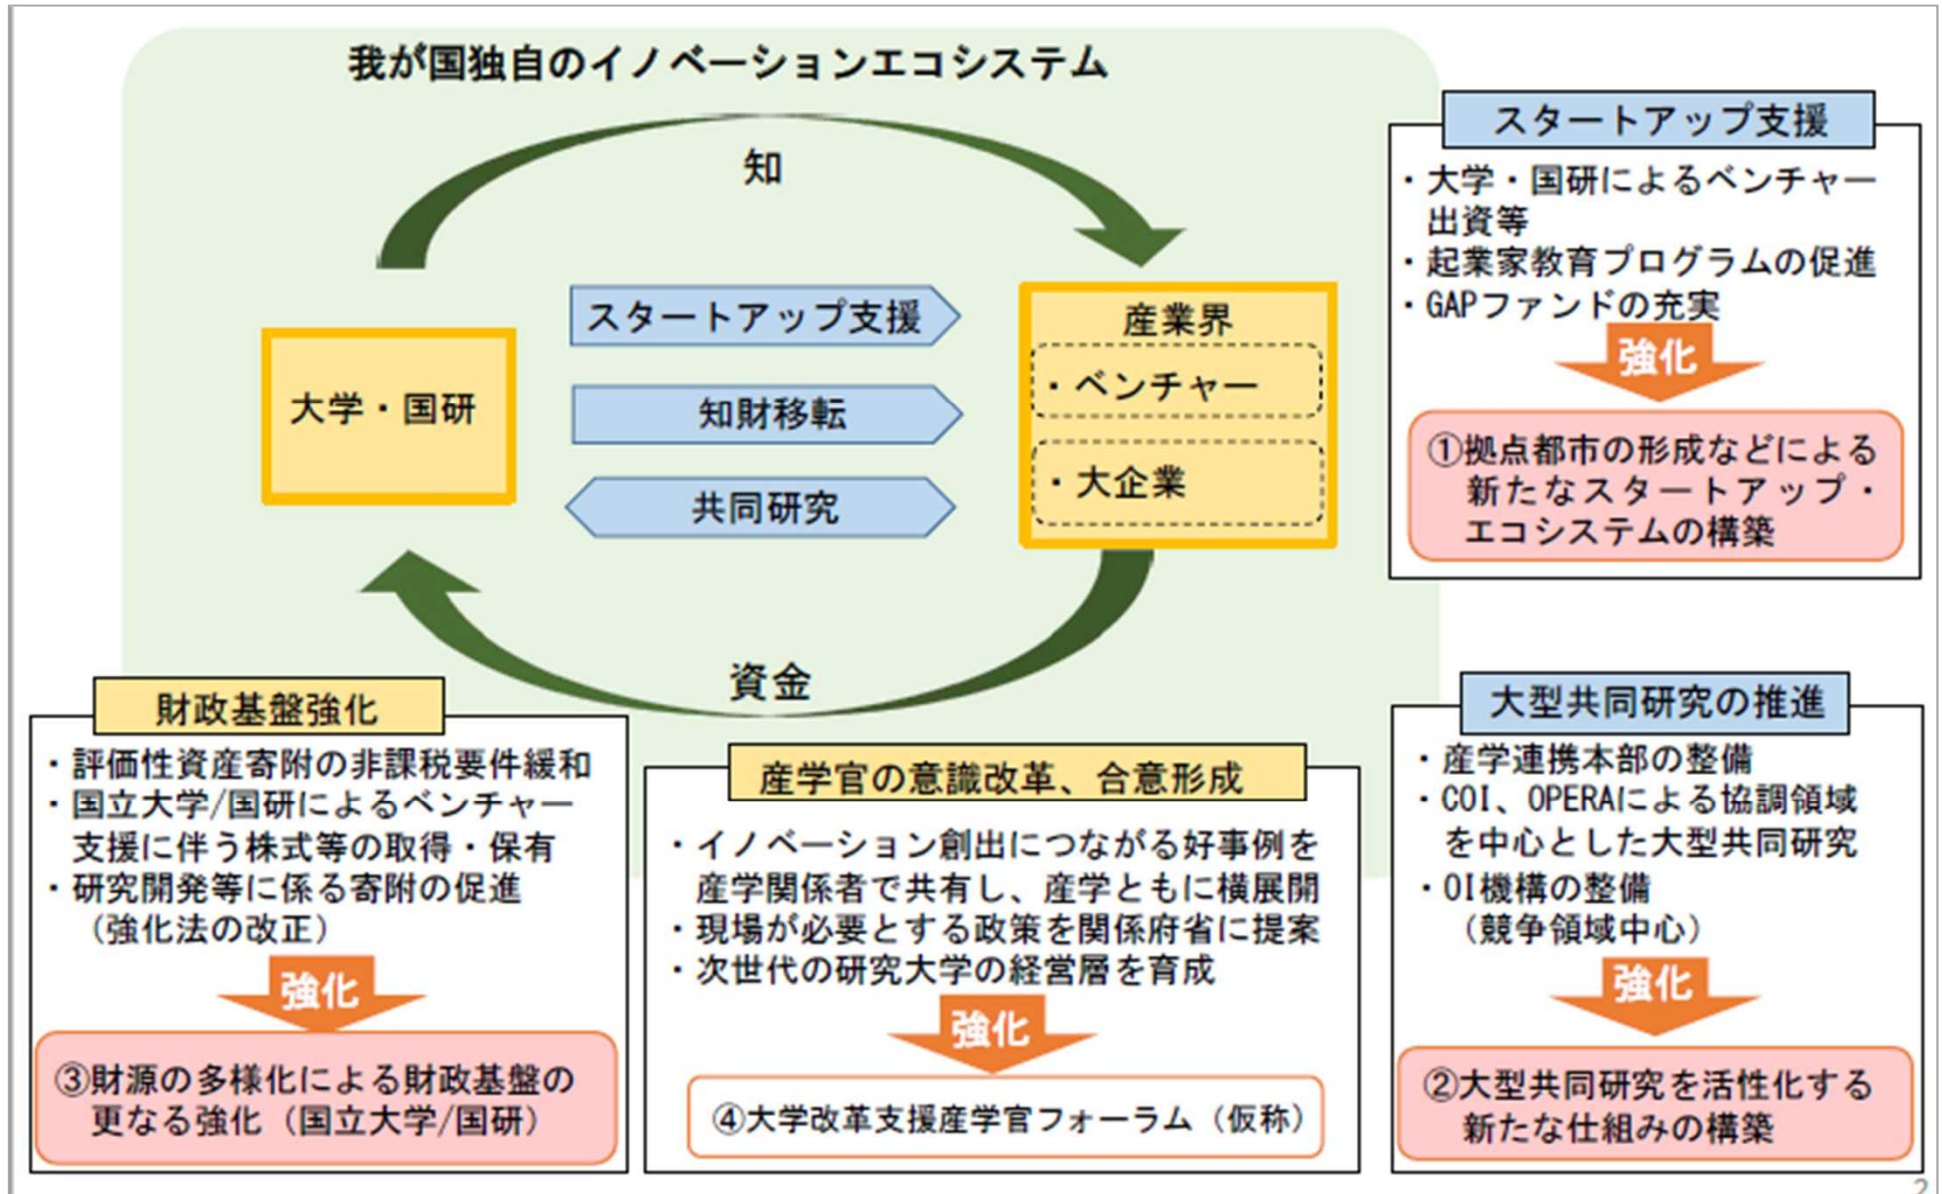 我が国独自のイノベーションエコシステム
知
スタートアップ支援
知財移転
共同研究
大学・国研
産業界
・ベンチャー
・大企業
資金
スタートアップ支援
・大学・国研によるベンチャー
出資等
・起業家教育プログラムの促進
・GAPファンドの充実
強化
①拠点都市の形成などによる
新たなスタートアップ・
エコシステムの構築
財政基盤強化
・評価性資産寄附の非課税要件緩和
・国立大学/国研によるベンチャー
支援に伴う株式等の取得・保有
・研究開発等に係る寄附の促進
（強化法の改正）
強化
③財源の多様化による財政基盤の
更なる強化（国立大学/国研）
産学官の意識改革、合意形成
・イノベーション創出につながる好事例を
産学関係者で共有し、産学ともに横展開
・現場が必要とする政策を関係府省に提案
・次世代の研究大学の経営層を育成
強化
④大学改革支援産学官フォーラム（仮称）
大型共同研究の推進
・産学連携本部の整備
・COI、OPERAによる協調領域
を中心とした大型共同研究
・OI機構の整備
（競争領域中心）
強化
②大型共同研究を活性化する
新たな仕組みの構築
2